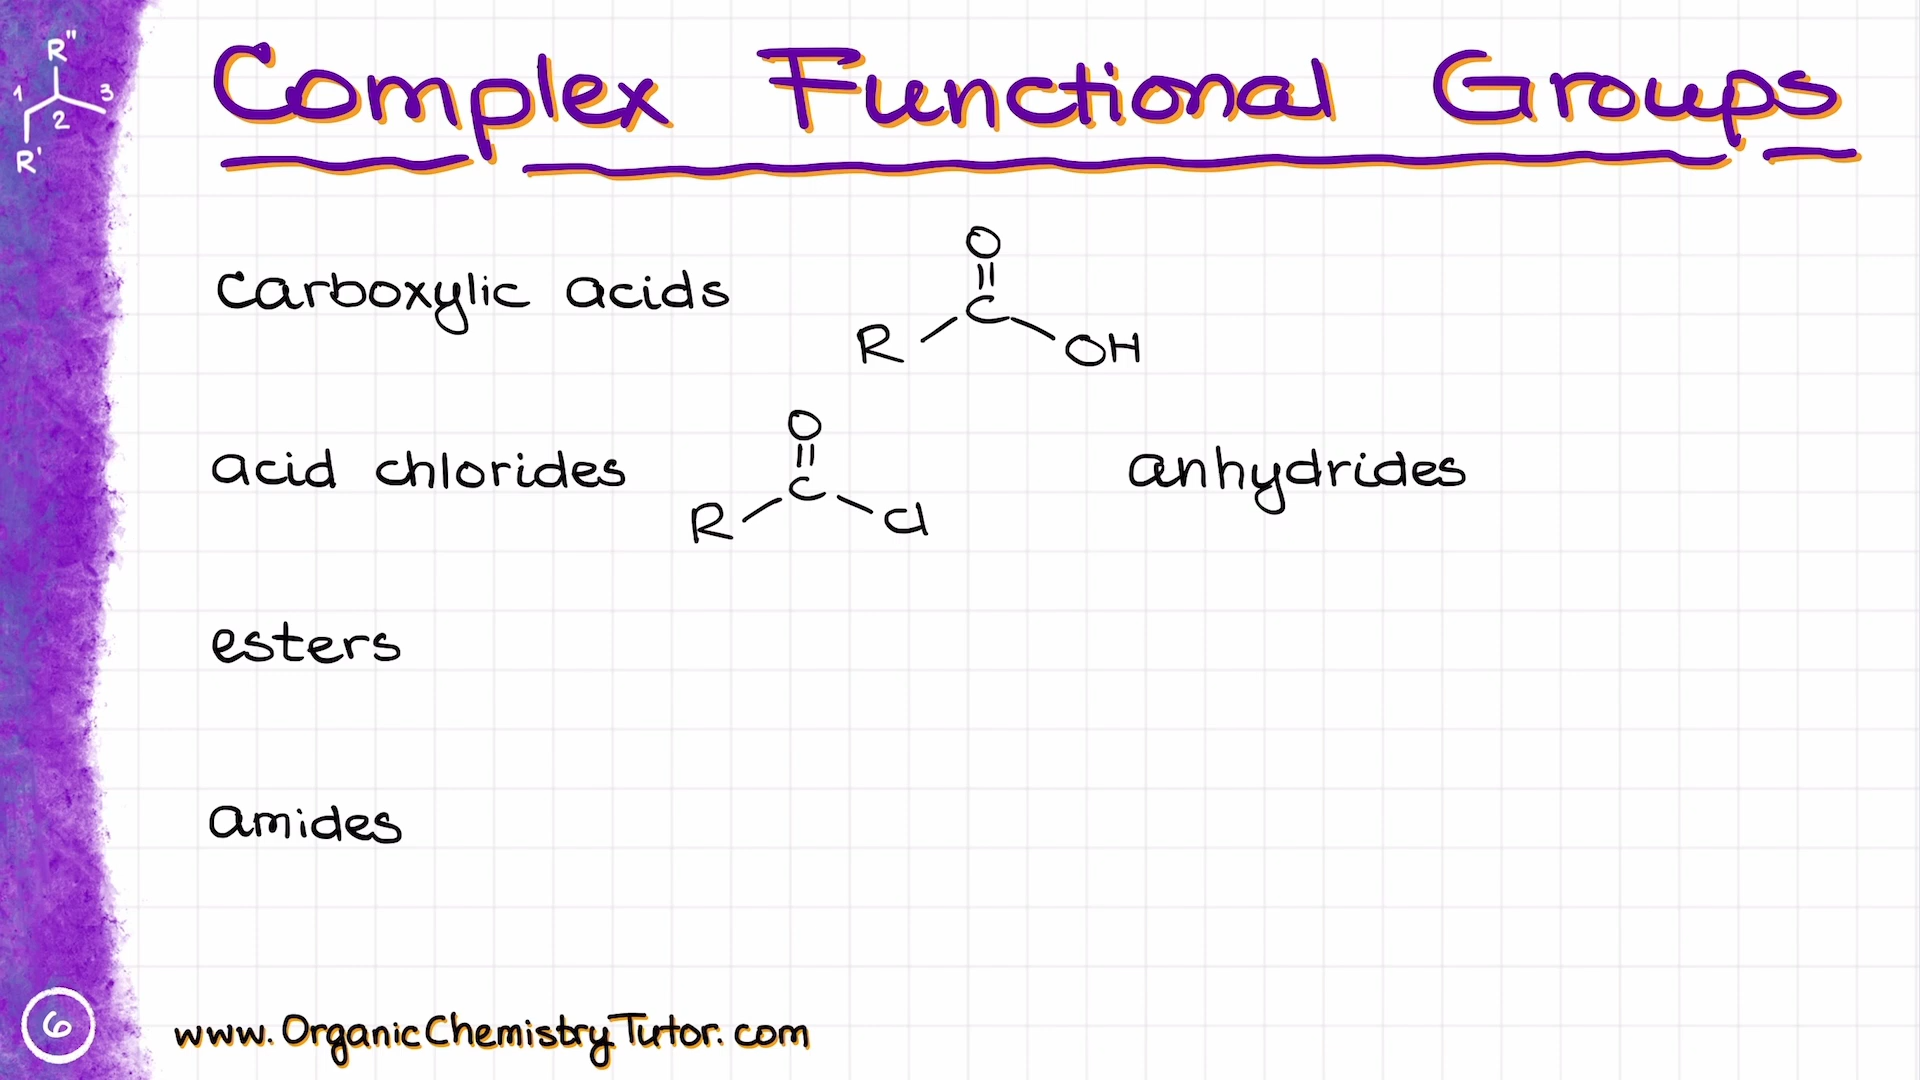 R"
1 3
2
R'
Complex Functional Groups
carboxylic acids
O
C
R OH
acid chlorides
O
C
R Cl
anhydrides
esters
amides
6
www.OrganicChemistryTutor.com